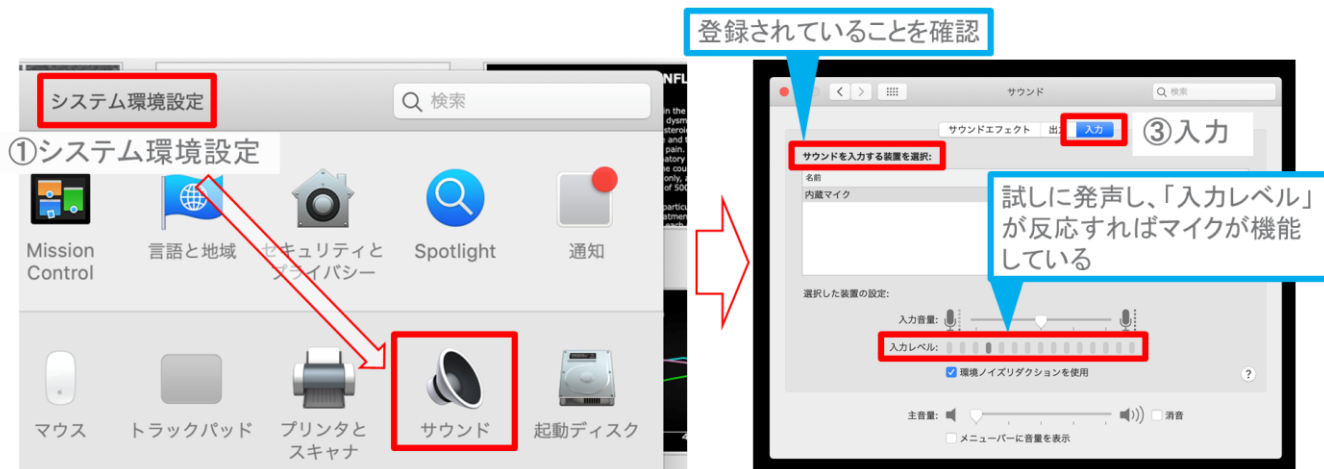 登録されていることを確認
システム環境設定
検索
①システム環境設定
Mission
Control
言語と地域
セキュリティと
プライバシー
Spotlight
通知
マウス
トラックパッド
プリンタと
スキャナ
サウンド
起動ディスク
サウンド
検索
サウンドエフェクト
入力
③入力
サウンドを入力する装置を選択:
名前
内蔵マイク
試しに発声し、「入力レベル」
が反応すればマイクが機能
している
選択した装置の設定:
入力音量:
入力レベル:
環境ノイズリダクションを使用
?
主音量:
消音
メニューバーに音量を表示